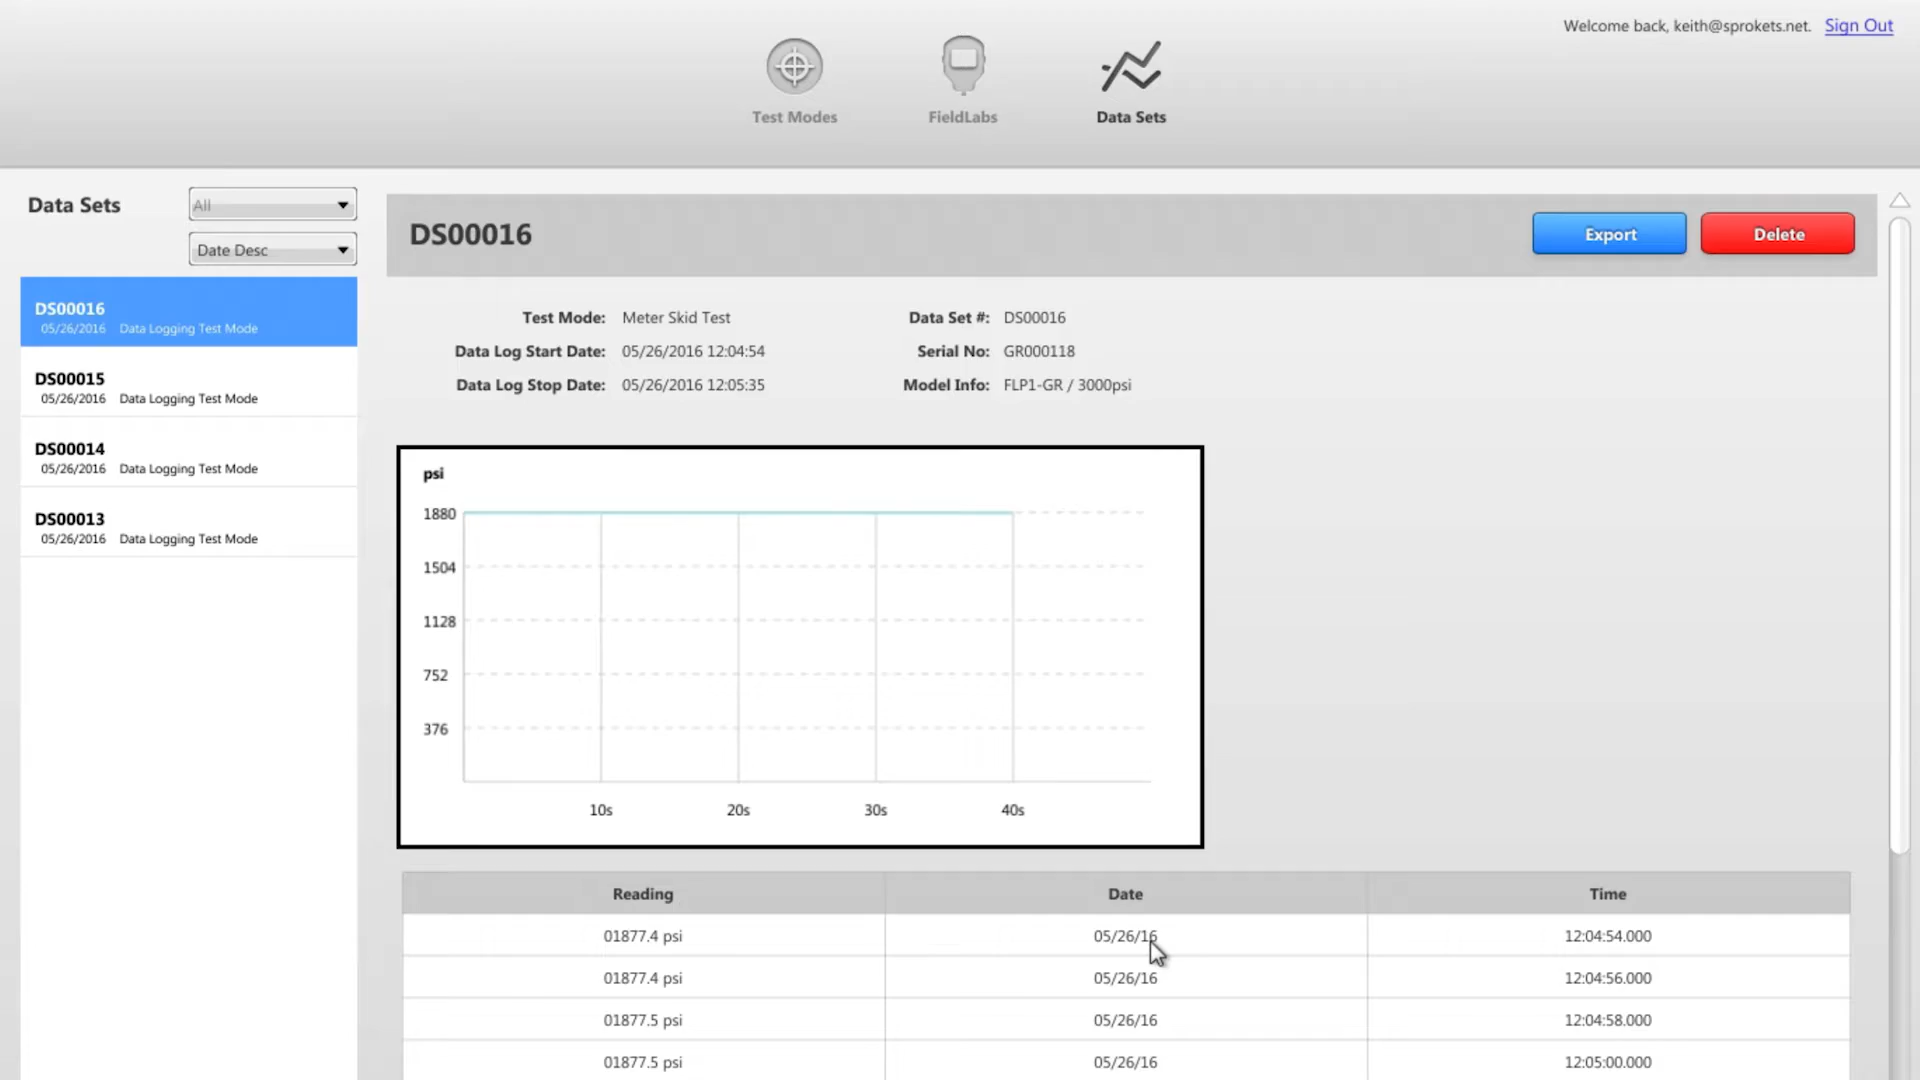 Welcome back, keith@sprokets.net. Sign Out
Test Modes
FieldLabs
Data Sets
Data Sets
All
Date Desc
DS00016
05/26/2016 Data Logging Test Mode
DS00015
05/26/2016 Data Logging Test Mode
DS00014
05/26/2016 Data Logging Test Mode
DS00013
05/26/2016 Data Logging Test Mode
DS00016
Export
Delete
Test Mode: Meter Skid Test
Data Set #: DS00016
Data Log Start Date: 05/26/2016 12:04:54
Serial No: GR000118
Data Log Stop Date: 05/26/2016 12:05:35
Model Info: FLP1-GR / 3000psi
psi
1880
1504
1128
752
376
10s 20s 30s 40s
Reading Date Time
01877.4 psi 05/26/16 12:04:54.000
01877.4 psi 05/26/16 12:04:56.000
01877.5 psi 05/26/16 12:04:58.000
01877.5 psi 05/26/16 12:05:00.000